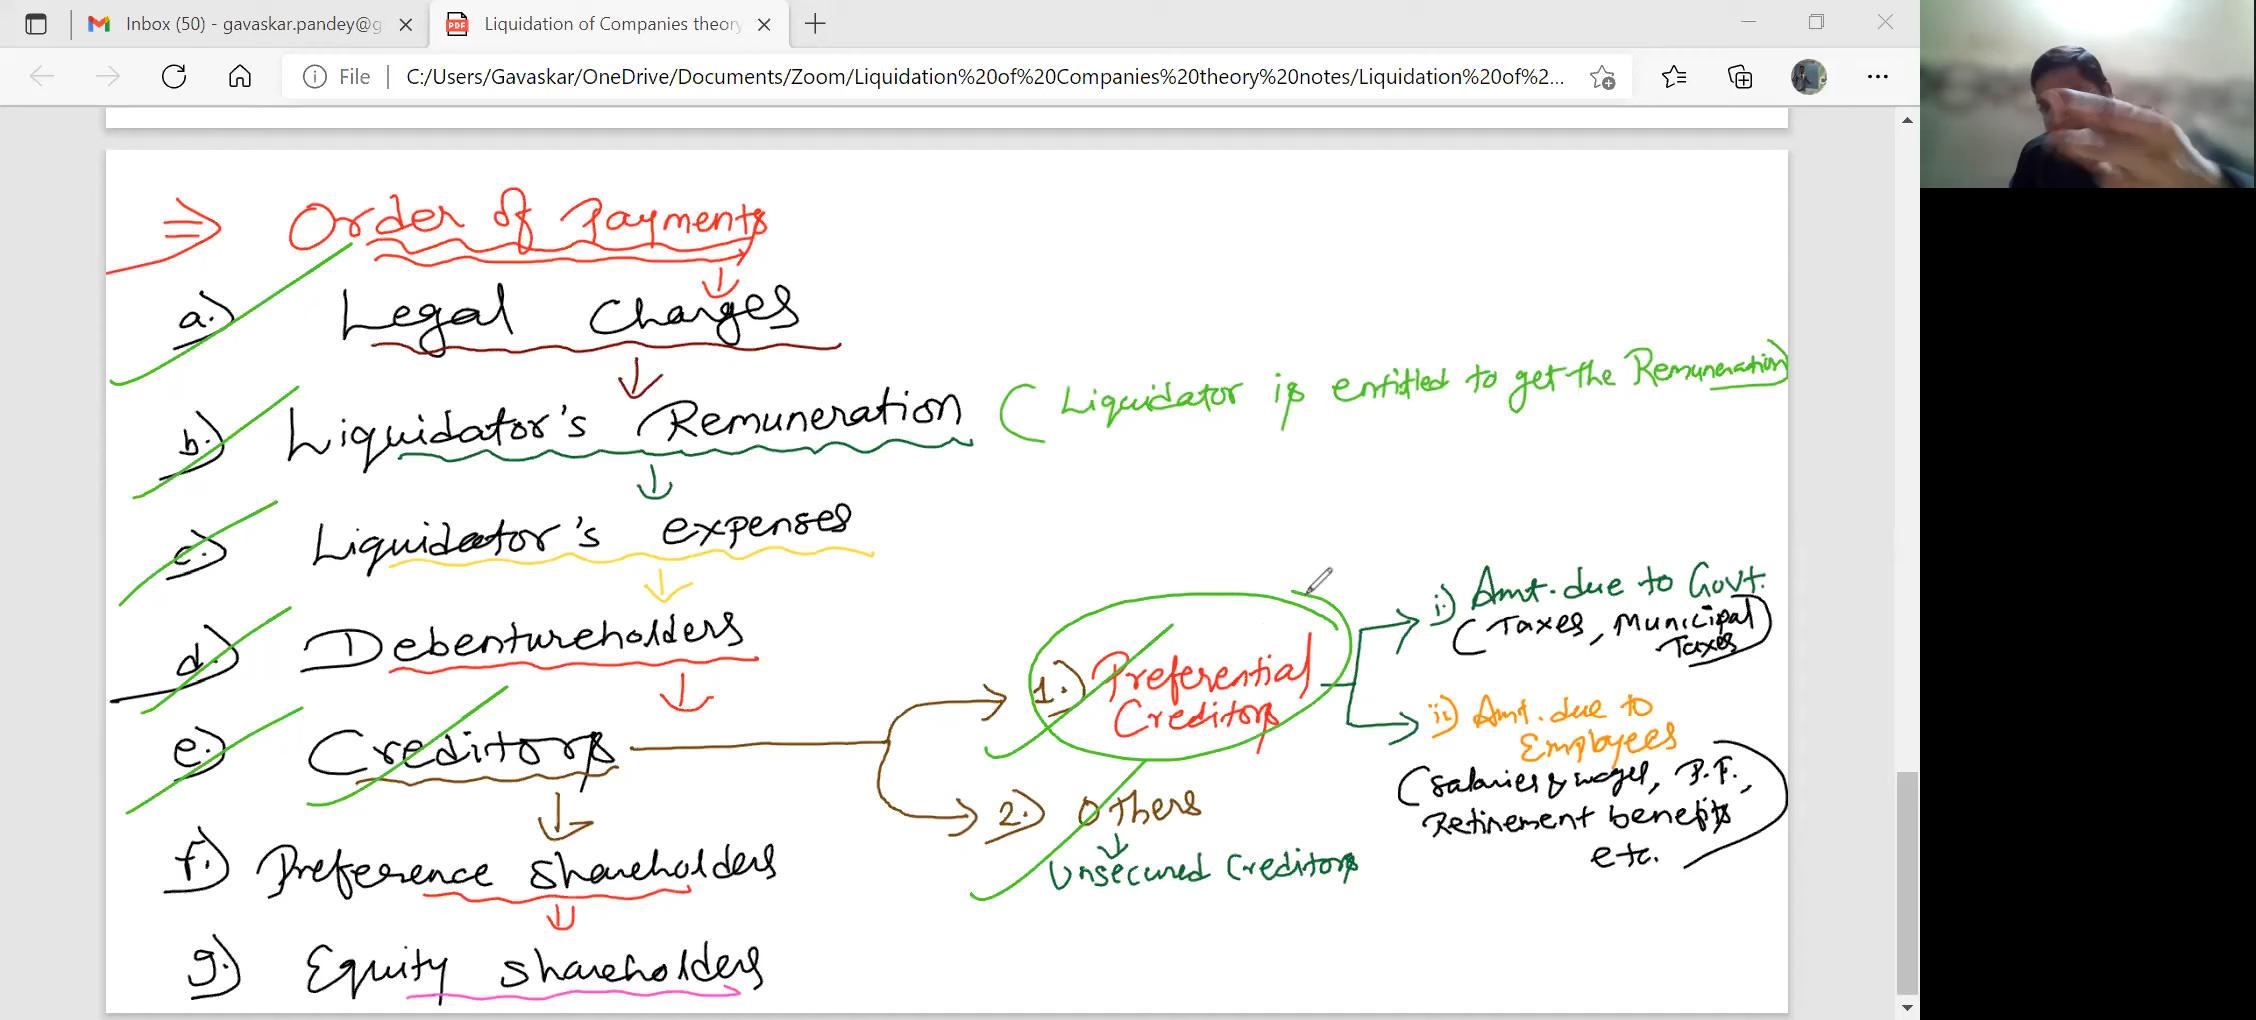 Inbox (50) - gavaskar.pandey@g
Liquidation of Companies theory
File
C:/Users/Gavaskar/OneDrive/Documents/Zoom/Liquidation%20of%20Companies%20theory%20notes/Liquidation%20of%2...
⇒ Order of Payments
a.) Legal Charges
b.) Liquidator's Remuneration (Liquidator is entitled to get the Remuneration)
c.) Liquidator's expenses
d.) Debentureholders
e.) Creditors
1.) Preferential
Creditors
i.) Amt. due to Govt.
(Taxes, Municipal
Taxes)
ii) Amt. due to
Employees
(Salaries & wages, P.F.,
Retirement benefits
etc.)
2.) Others
Unsecured Creditors
f.) Preference shareholders
g.) Equity shareholders